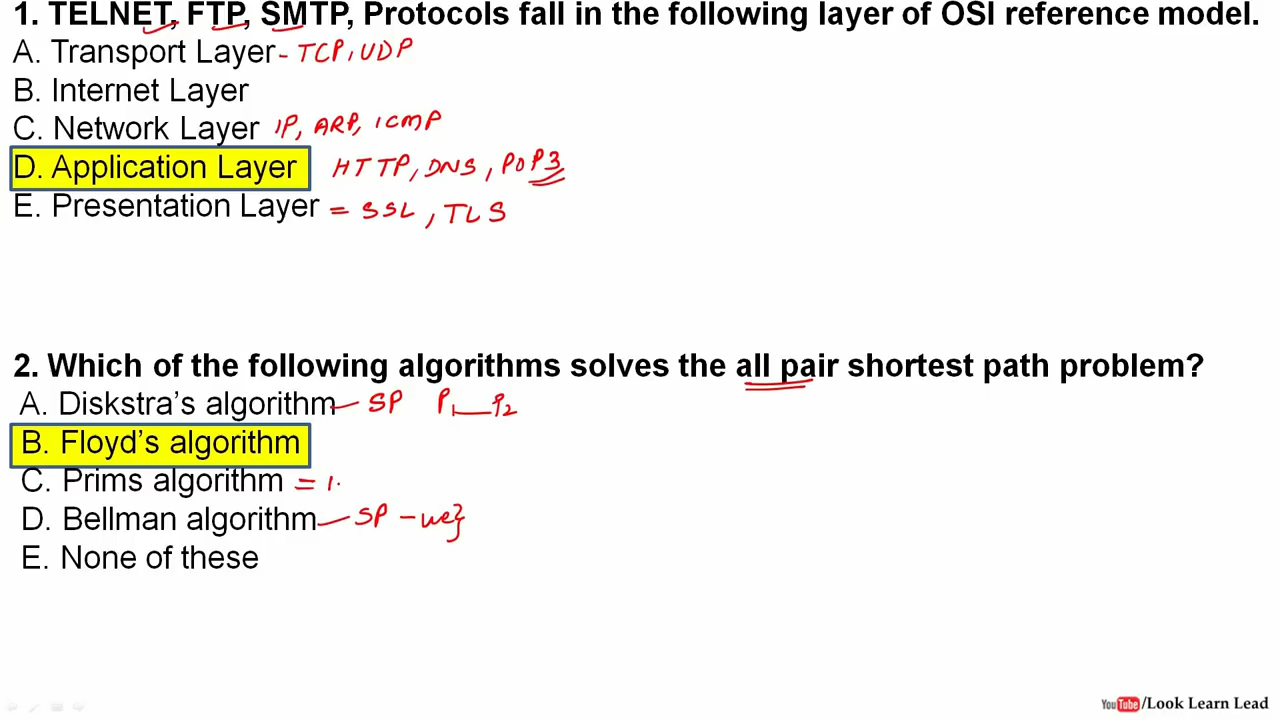 1. TELNET, FTP, SMTP, Protocols fall in the following layer of OSI reference model.
A. Transport Layer - TCP, UDP
B. Internet Layer
C. Network Layer IP, ARP, ICMP
D. Application Layer HTTP, DNS, POP3
E. Presentation Layer = SSL, TLS
2. Which of the following algorithms solves the all pair shortest path problem?
A. Diskstra's algorithm - SP P1 P2
B. Floyd's algorithm
C. Prims algorithm =
D. Bellman algorithm - SP -we}
E. None of these
YouTube/Look Learn Lead